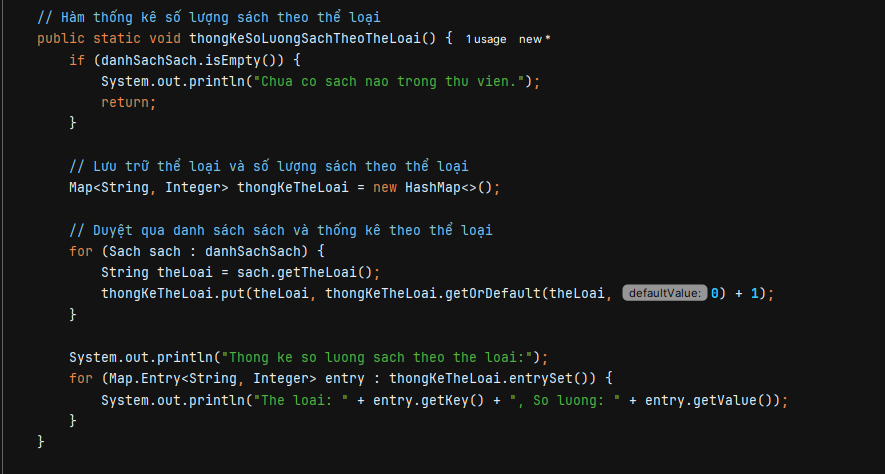 // Hàm thống kê số lượng sách theo thể loại
public static void thongKeSoLuongSachTheoTheLoai() { 1 usage new *
    if (danhSachSach.isEmpty()) {
        System.out.println("Chua co sach nao trong thu vien.");
        return;
    }

    // Lưu trữ thể loại và số lượng sách theo thể loại
    Map<String, Integer> thongKeTheLoai = new HashMap<>();

    // Duyệt qua danh sách sách và thống kê theo thể loại
    for (Sach sach : danhSachSach) {
        String theLoai = sach.getTheLoai();
        thongKeTheLoai.put(theLoai, thongKeTheLoai.getOrDefault(theLoai, defaultValue: 0) + 1);
    }

    System.out.println("Thong ke so luong sach theo the loai:");
    for (Map.Entry<String, Integer> entry : thongKeTheLoai.entrySet()) {
        System.out.println("The loai: " + entry.getKey() + ", So luong: " + entry.getValue());
    }
}